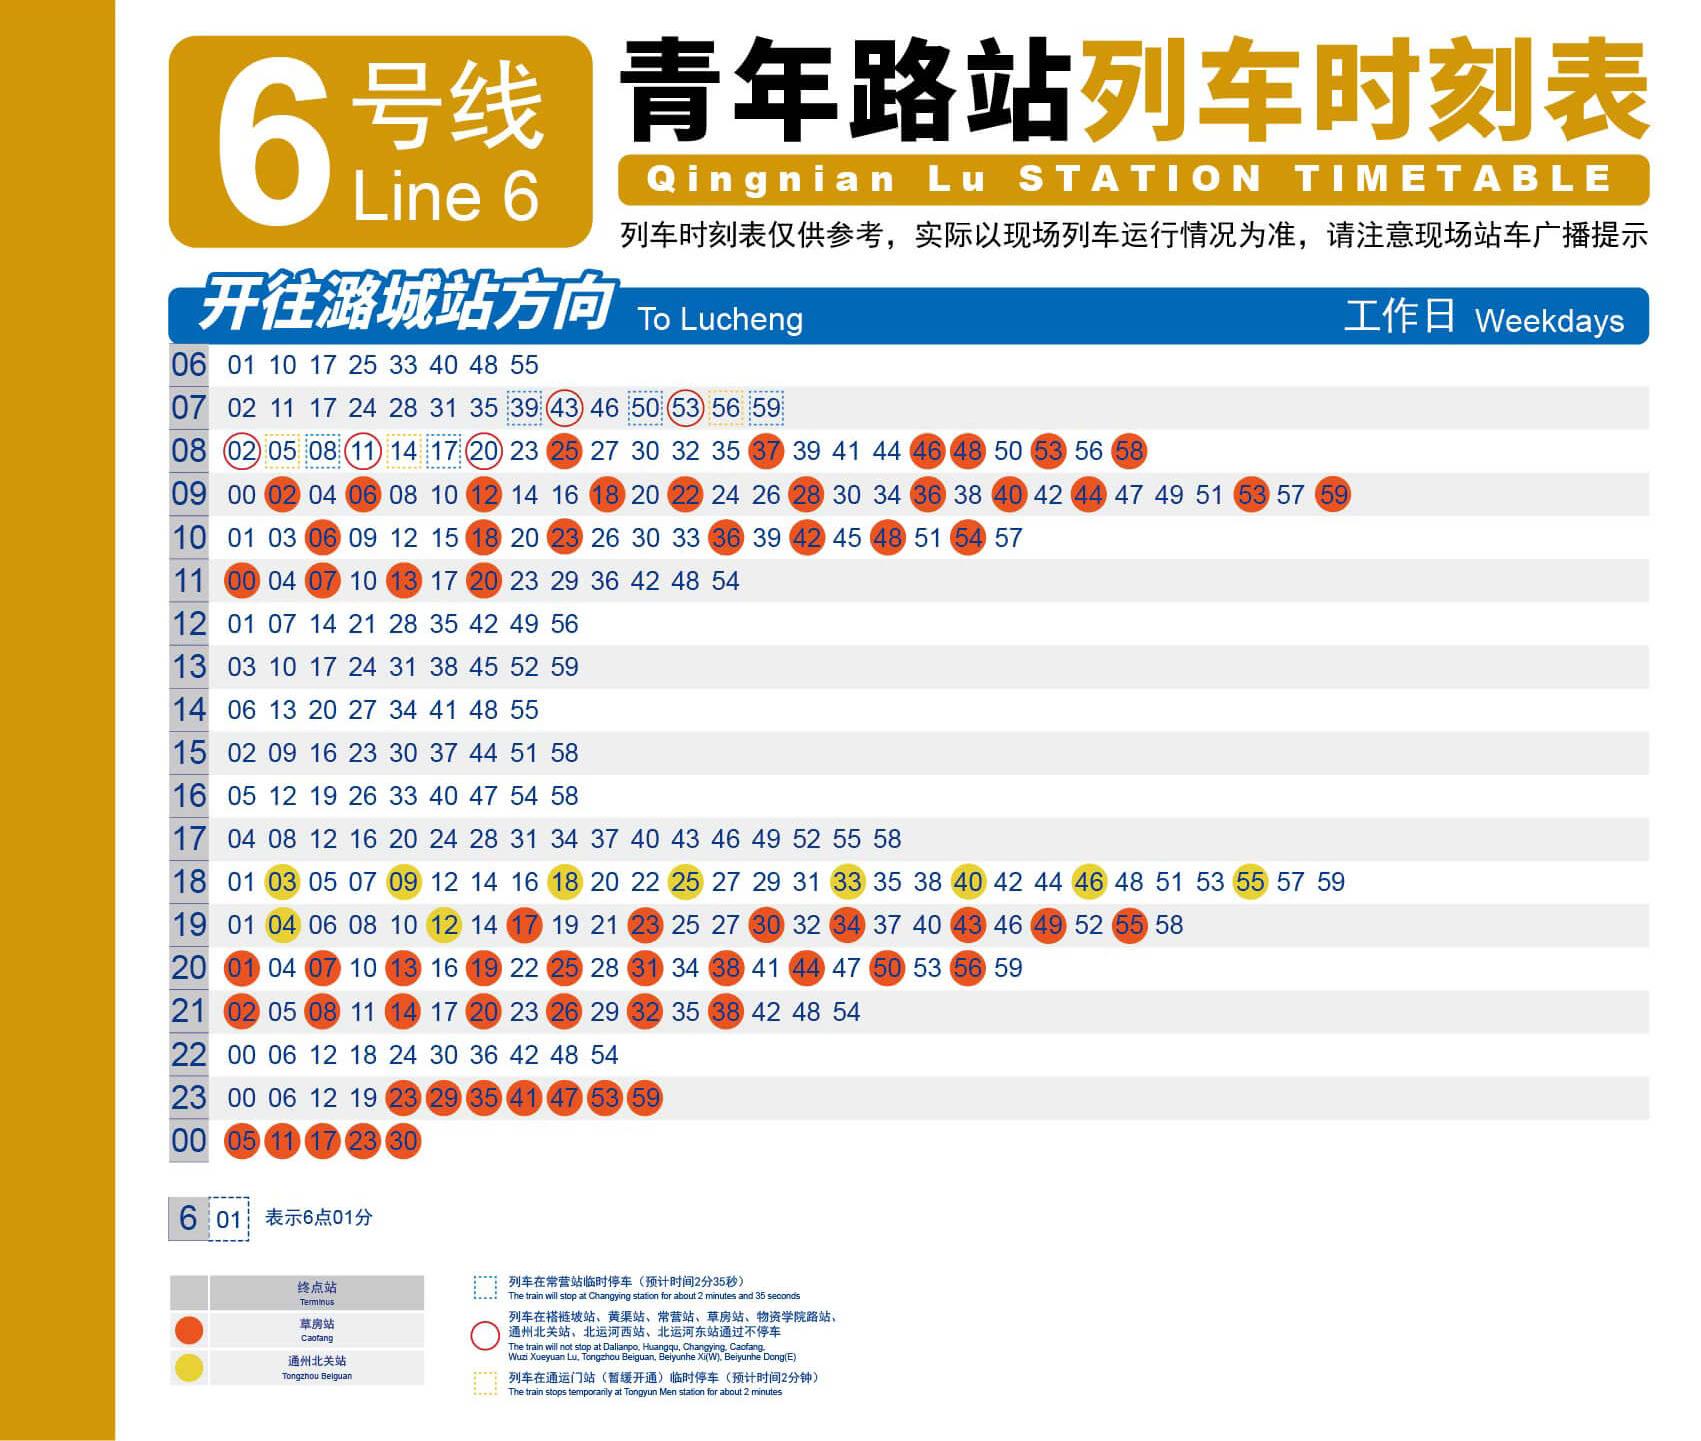 6号线
Line 6
青年路站列车时刻表
Qingnian Lu STATION TIMETABLE
列车时刻表仅供参考，实际以现场列车运行情况为准，请注意现场站车广播提示
开往潞城站方向 To Lucheng 工作日 Weekdays
06 01 10 17 25 33 40 48 55
07 02 11 17 24 28 31 35 39 43 46 50 53 56 59
08 02 05 08 11 14 17 20 23 25 27 30 32 35 37 39 41 44 46 48 50 53 56 58
09 00 02 04 06 08 10 12 14 16 18 20 22 24 26 28 30 34 36 38 40 42 44 47 49 51 53 57 59
10 01 03 06 09 12 15 18 20 23 26 30 33 36 39 42 45 48 51 54 57
11 00 04 07 10 13 17 20 23 29 36 42 48 54
12 01 07 14 21 28 35 42 49 56
13 03 10 17 24 31 38 45 52 59
14 06 13 20 27 34 41 48 55
15 02 09 16 23 30 37 44 51 58
16 05 12 19 26 33 40 47 54 58
17 04 08 12 16 20 24 28 31 34 37 40 43 46 49 52 55 58
18 01 03 05 07 09 12 14 16 18 20 22 25 27 29 31 33 35 38 40 42 44 46 48 51 53 55 57 59
19 01 04 06 08 10 12 14 17 19 21 23 25 27 30 32 34 37 40 43 46 49 52 55 58
20 01 04 07 10 13 16 19 22 25 28 31 34 38 41 44 47 50 53 56 59
21 02 05 08 11 14 17 20 23 26 29 32 35 38 42 48 54
22 00 06 12 18 24 30 36 42 48 54
23 00 06 12 19 23 29 35 41 47 53 59
00 05 11 17 23 30
6 01 表示6点01分
终点站
Terminus
草房站
Caofang
通州北关站
Tongzhou Beiguan
列车在常营站临时停车（预计时间2分35秒）
The train will stop at Changying station for about 2 minutes and 35 seconds
列车在褡裢坡站、黄渠站、常营站、草房站、物资学院路站、
通州北关站、北运河西站、北运河东站通过不停车
The train will not stop at Dalianpo, Huangqu, Changying, Caofang,
Wuzi Xueyuan Lu, Tongzhou Beiguan, Beiyunhe Xi(W), Beiyunhe Dong(E)
列车在通运门站（暂缓开通）临时停车（预计时间2分钟）
The train stops temporarily at Tongyun Men station for about 2 minutes